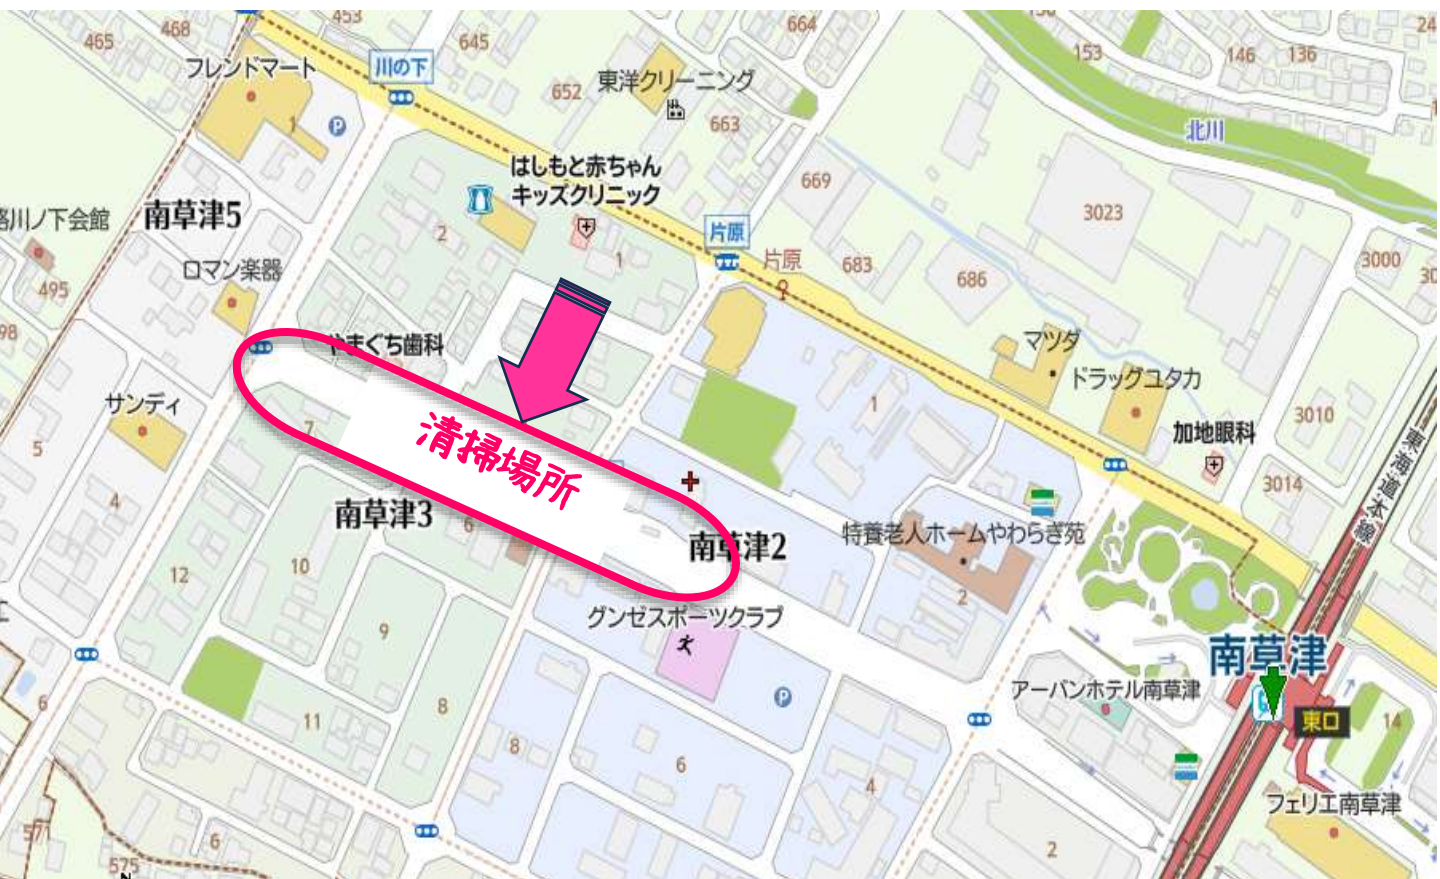 453
468
465
645
664
153
146
136
24
フレンドマート
川の下
東洋クリーニング
652
663
1
北川
はしもと赤ちゃん
キッズクリニック
669
3023
川ノ下会館
南草津5
2
片原
1
片原
683
686
3000
ロマン楽器
495
98
やまぐち歯科
マツダ
ドラッグユタカ
サンディ
1
3010
7
清掃場所
加地眼科
東海道本線
5
4
3014
南草津3
6
南草津2
特養老人ホームやわらぎ苑
10
12
2
グンゼスポーツクラブ
9
南草津
アーバンホテル南草津
6
8
11
東口
14
8
6
4
フェリエ南草津
571
6
575
2